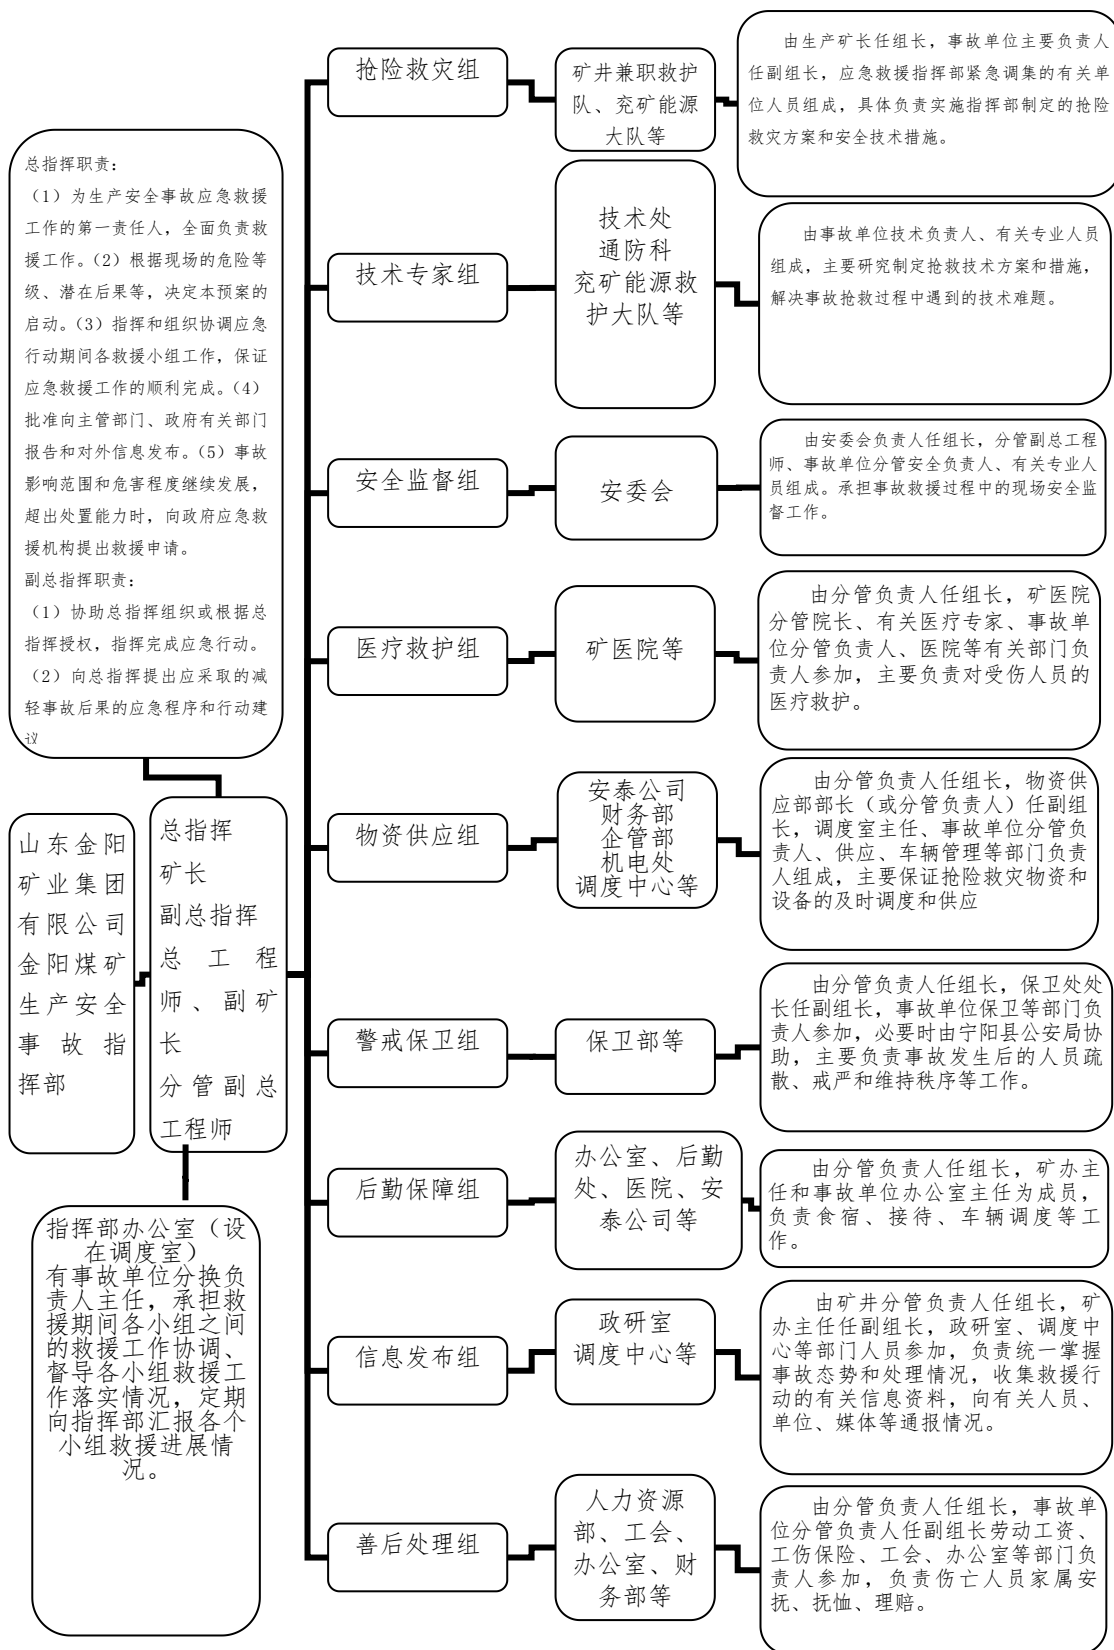 抢险救灾组
矿井兼职救护
队、兖矿能源
大队等
由生产矿长任组长，事故单位主要负责人
任副组长，应急救援指挥部紧急调集的有关单
位人员组成，具体负责实施指挥部制定的抢险
救灾方案和安全技术措施。
总指挥职责：
（1）为生产安全事故应急救援
工作的第一责任人，全面负责救
援工作。（2）根据现场的危险等
级、潜在后果等，决定本预案的
启动。（3）指挥和组织协调应急
行动期间各救援小组工作，保证
应急救援工作的顺利完成。（4）
批准向主管部门、政府有关部门
报告和对外信息发布。（5）事故
影响范围和危害程度继续发展，
超出处置能力时，向政府应急救
援机构提出救援申请。
副总指挥职责：
（1）协助总指挥组织或根据总
指挥授权，指挥完成应急行动。
（2）向总指挥提出应采取的减
轻事故后果的应急程序和行动建
议
技术专家组
技术处
通防科
兖矿能源救
护大队等
由事故单位技术负责人、有关专业人员
组成，主要研究制定抢救技术方案和措施，
解决事故抢救过程中遇到的技术难题。
安全监督组
安委会
由安委会负责人任组长，分管副总工程
师、事故单位分管安全负责人、有关专业人
员组成。承担事故救援过程中的现场安全监
督工作。
医疗救护组
矿医院等
由分管负责人任组长，矿医院
分管院长、有关医疗专家、事故单
位分管负责人、医院等有关部门负
责人参加，主要负责对受伤人员的
医疗救护。
山东金阳
矿业集团
有限公司
金阳煤矿
生产安全
事故指
挥部
总指挥
矿长
副总指挥
总工程
师、副矿
长
分管副总
工程师
物资供应组
安泰公司
财务部
企管部
机电处
调度中心等
由分管负责人任组长，物资供
应部部长（或分管负责人）任副组
长，调度室主任、事故单位分管负
责人、供应、车辆管理等部门负责
人组成，主要保证抢险救灾物资和
设备的及时调度和供应
警戒保卫组
保卫部等
由分管负责人任组长，保卫处处
长任副组长，事故单位保卫等部门负
责人参加，必要时由宁阳县公安局协
助，主要负责事故发生后的人员疏
散、戒严和维持秩序等工作。
后勤保障组
办公室、后勤
处、医院、安
泰公司等
由分管负责人任组长，矿办主
任和事故单位办公室主任为成员，
负责食宿、接待、车辆调度等工
作。
指挥部办公室（设
在调度室）
有事故单位分换负
责人主任，承担救
援期间各小组之间
的救援工作协调、
督导各小组救援工
作落实情况，定期
向指挥部汇报各个
小组救援进展情
况。
信息发布组
政研室
调度中心等
由矿井分管负责人任组长，矿
办主任任副组长，政研室、调度中
心等部门人员参加，负责统一掌握
事故态势和处理情况，收集救援行
动的有关信息资料，向有关人员、
单位、媒体等通报情况。
善后处理组
人力资源
部、工会、
办公室、财
务部等
由分管负责人任组长，事故单
位分管负责人任副组长劳动工资、
工伤保险、工会、办公室等部门负
责人参加，负责伤亡人员家属安
抚、抚恤、理赔。